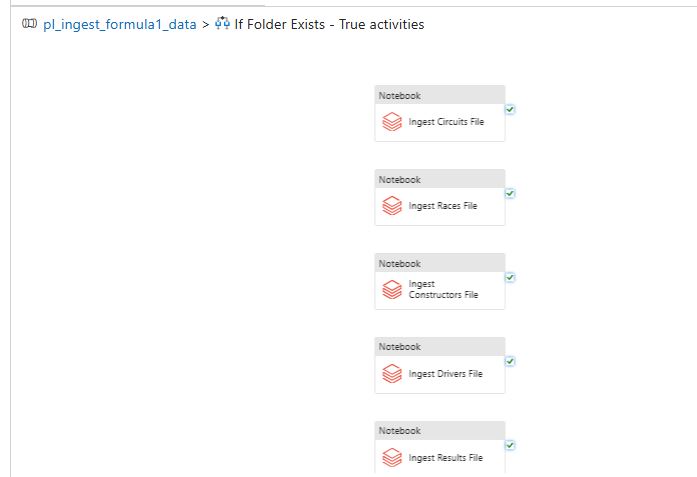 pl_ingest_formula1_data > If Folder Exists - True activities
Notebook
Ingest Circuits File
Notebook
Ingest Races File
Notebook
Ingest
Constructors File
Notebook
Ingest Drivers File
Notebook
Ingest Results File